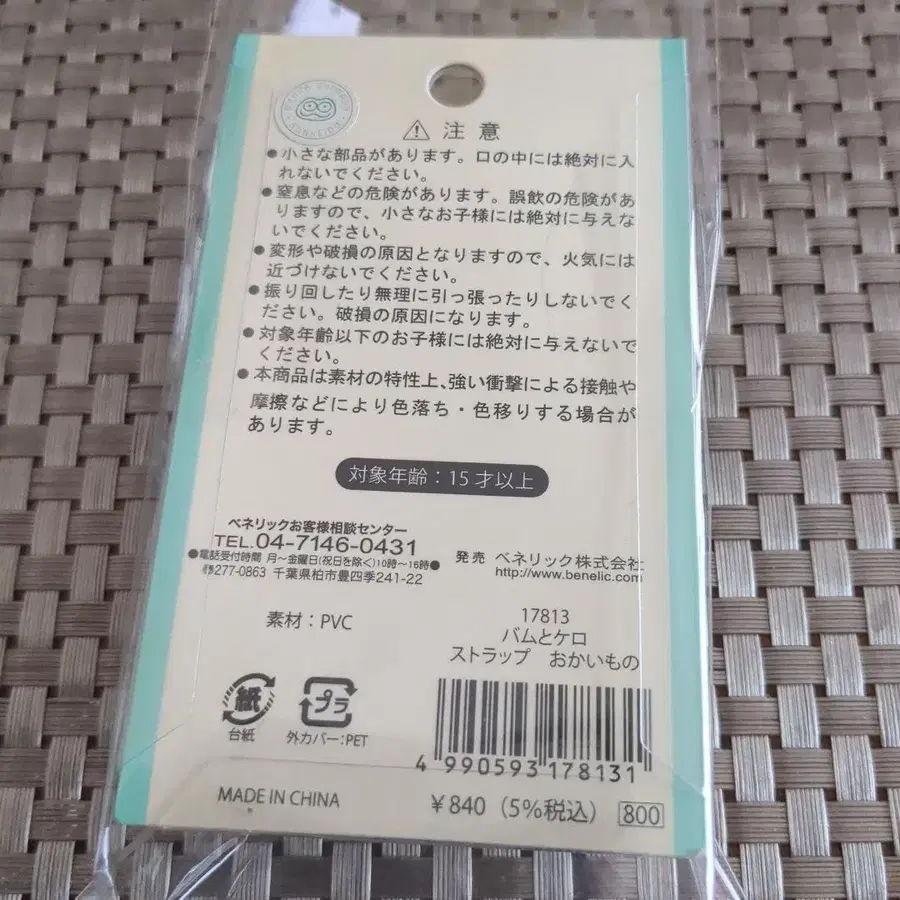 ⚠ 注意
●小さな部品があります。口の中には絶対に入
れないでください。
●窒息などの危険があります。誤飲の危険があ
りますので、小さなお子様には絶対に与えな
いでください。
●変形や破損の原因となりますので、火気には
近づけないでください。
●振り回したり無理に引っ張ったりしないでく
ださい。破損の原因になります。
●対象年齢以下のお子様には絶対に与えないで
ください。
●本商品は素材の特性上、強い衝撃による接触や
摩擦などにより色落ち・色移りする場合が
あります。
対象年齢：15才以上
ベネリックお客様相談センター
TEL.04-7146-0431
●電話受付時間 月〜金曜日(祝日を除く)10時〜16時●
〒277-0863 千葉県柏市豊四季241-22
発売 ベネリック株式会社
http://www.benelic.com
素材：PVC
17813
バムとケロ
ストラップ おかいもの
紙
台紙
プラ
外カバー：PET
4 990593 178131
MADE IN CHINA
￥840（5%税込） 800